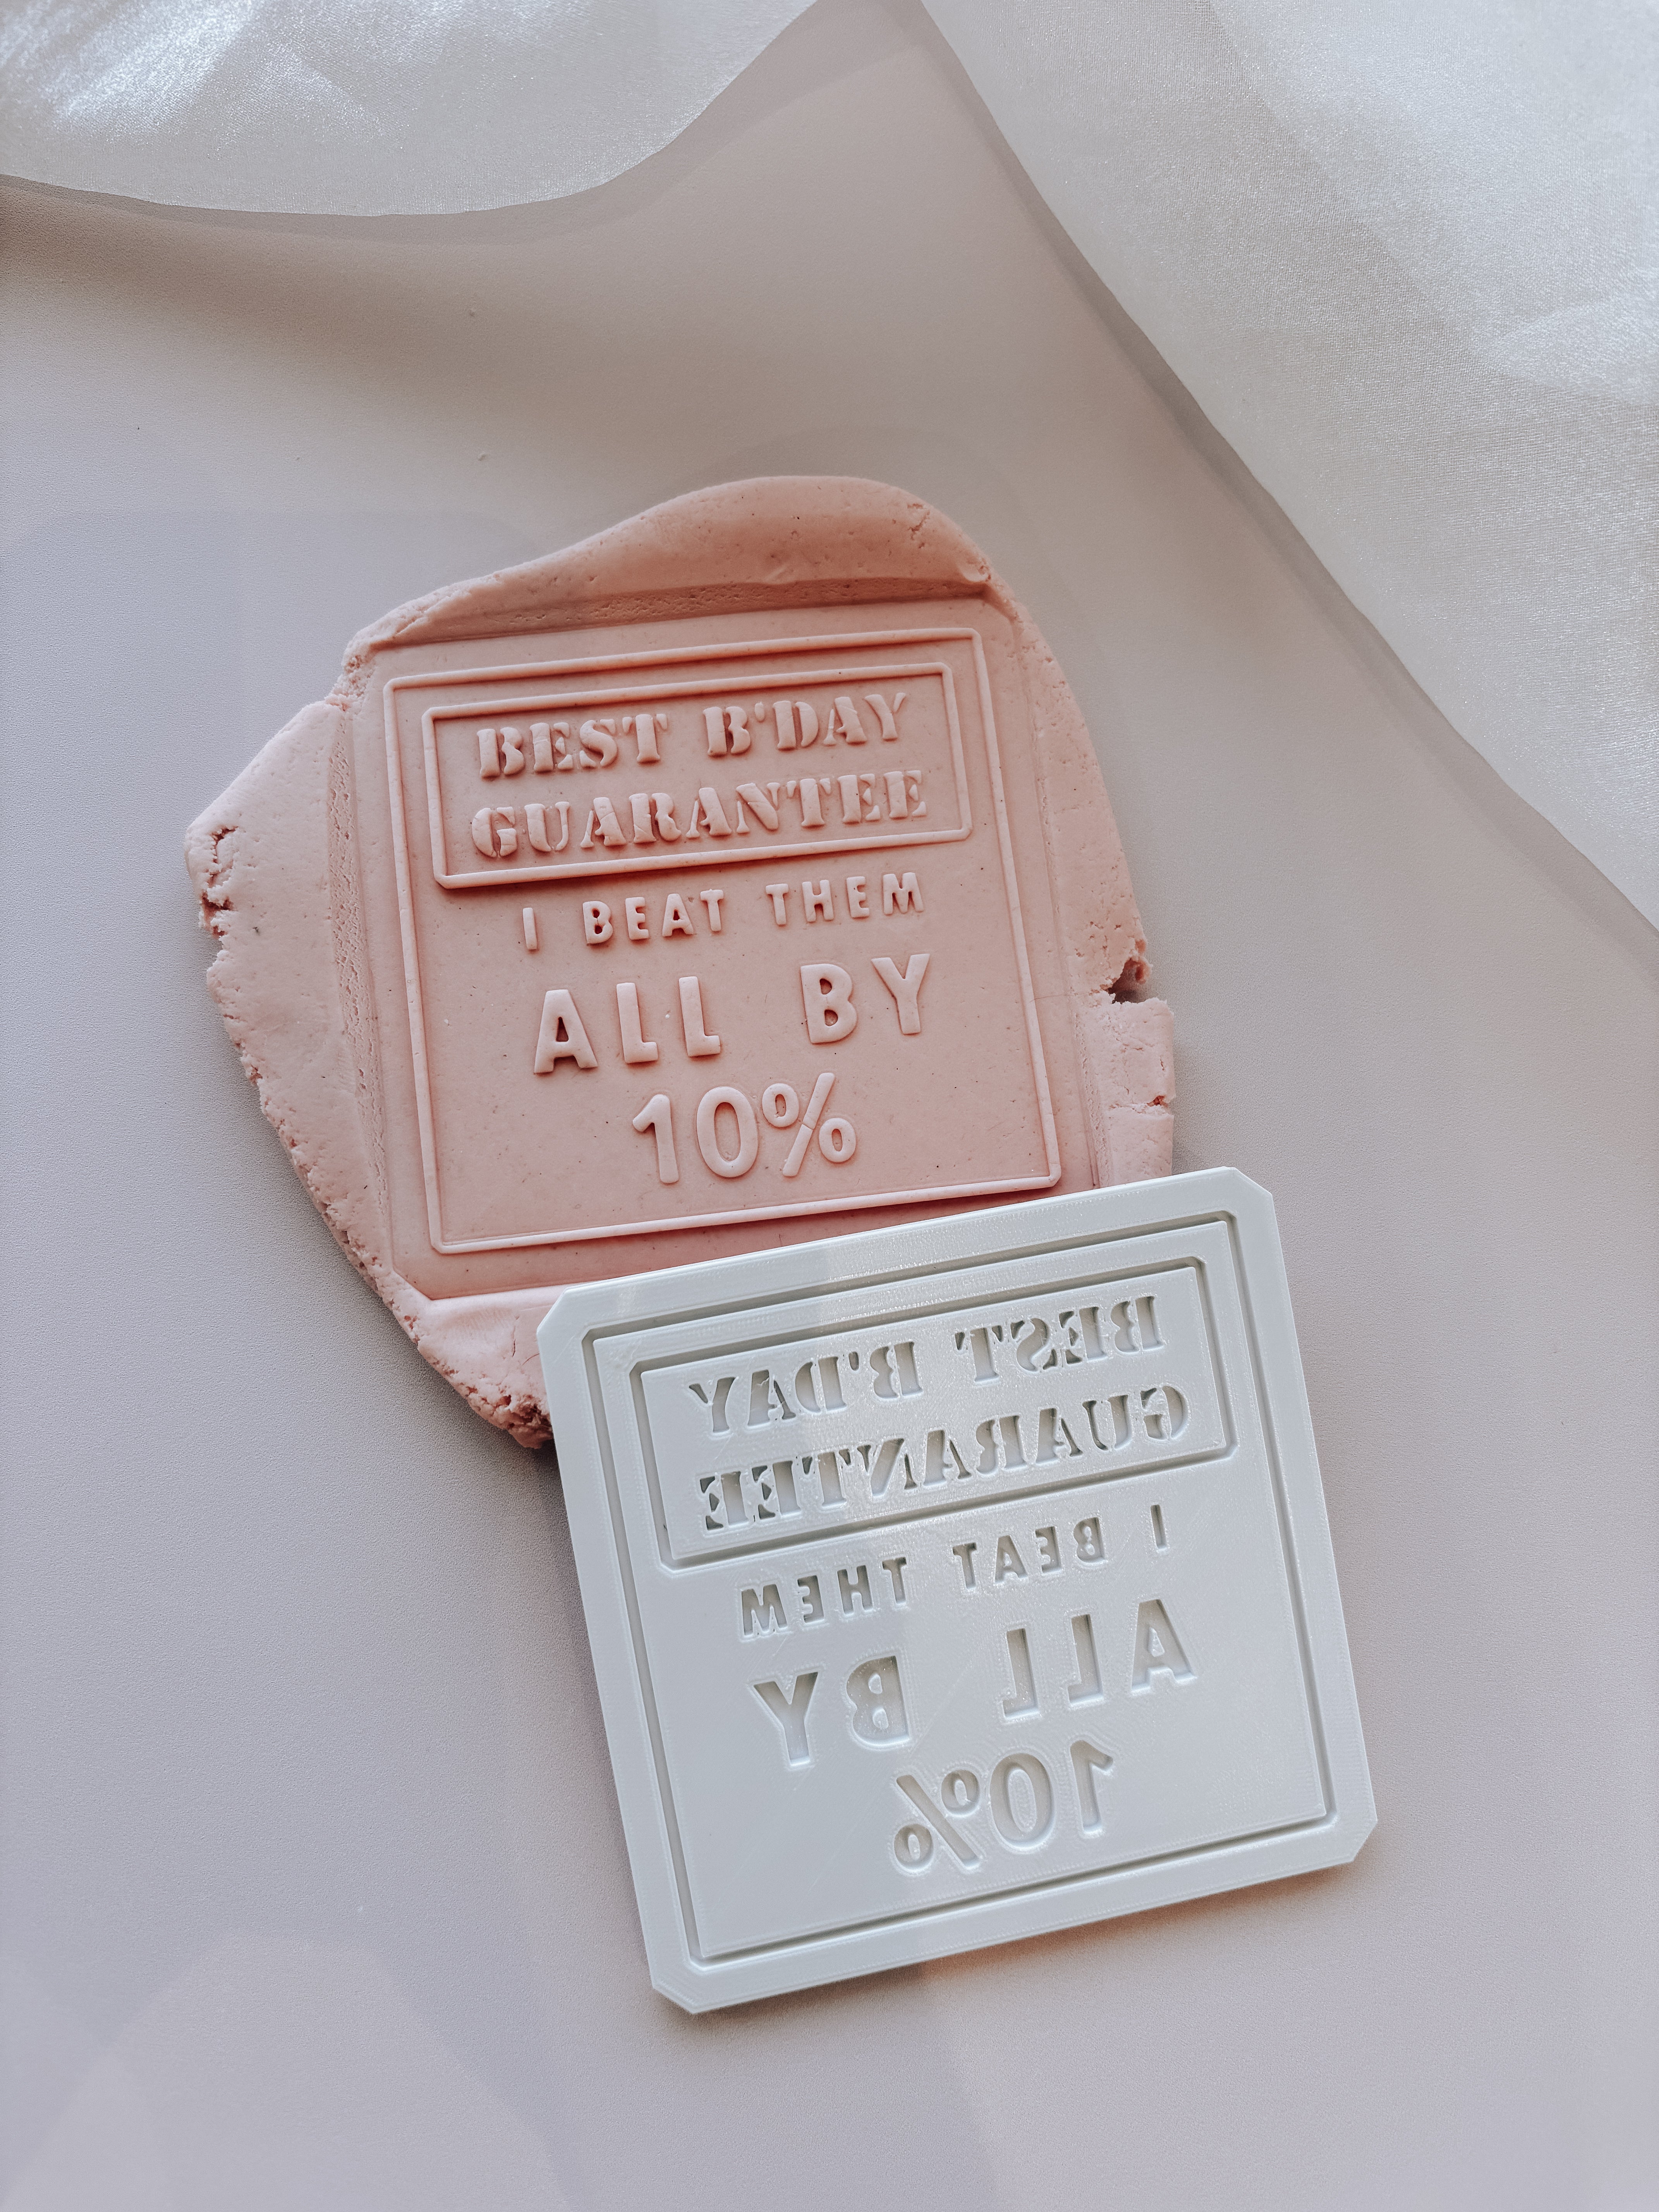 BEST B'DAY
GUARANTEE
I BEAT THEM
ALL BY
10%
BEST B'DAY
GUARANTEE
I BEAT THEM
ALL BY
10%